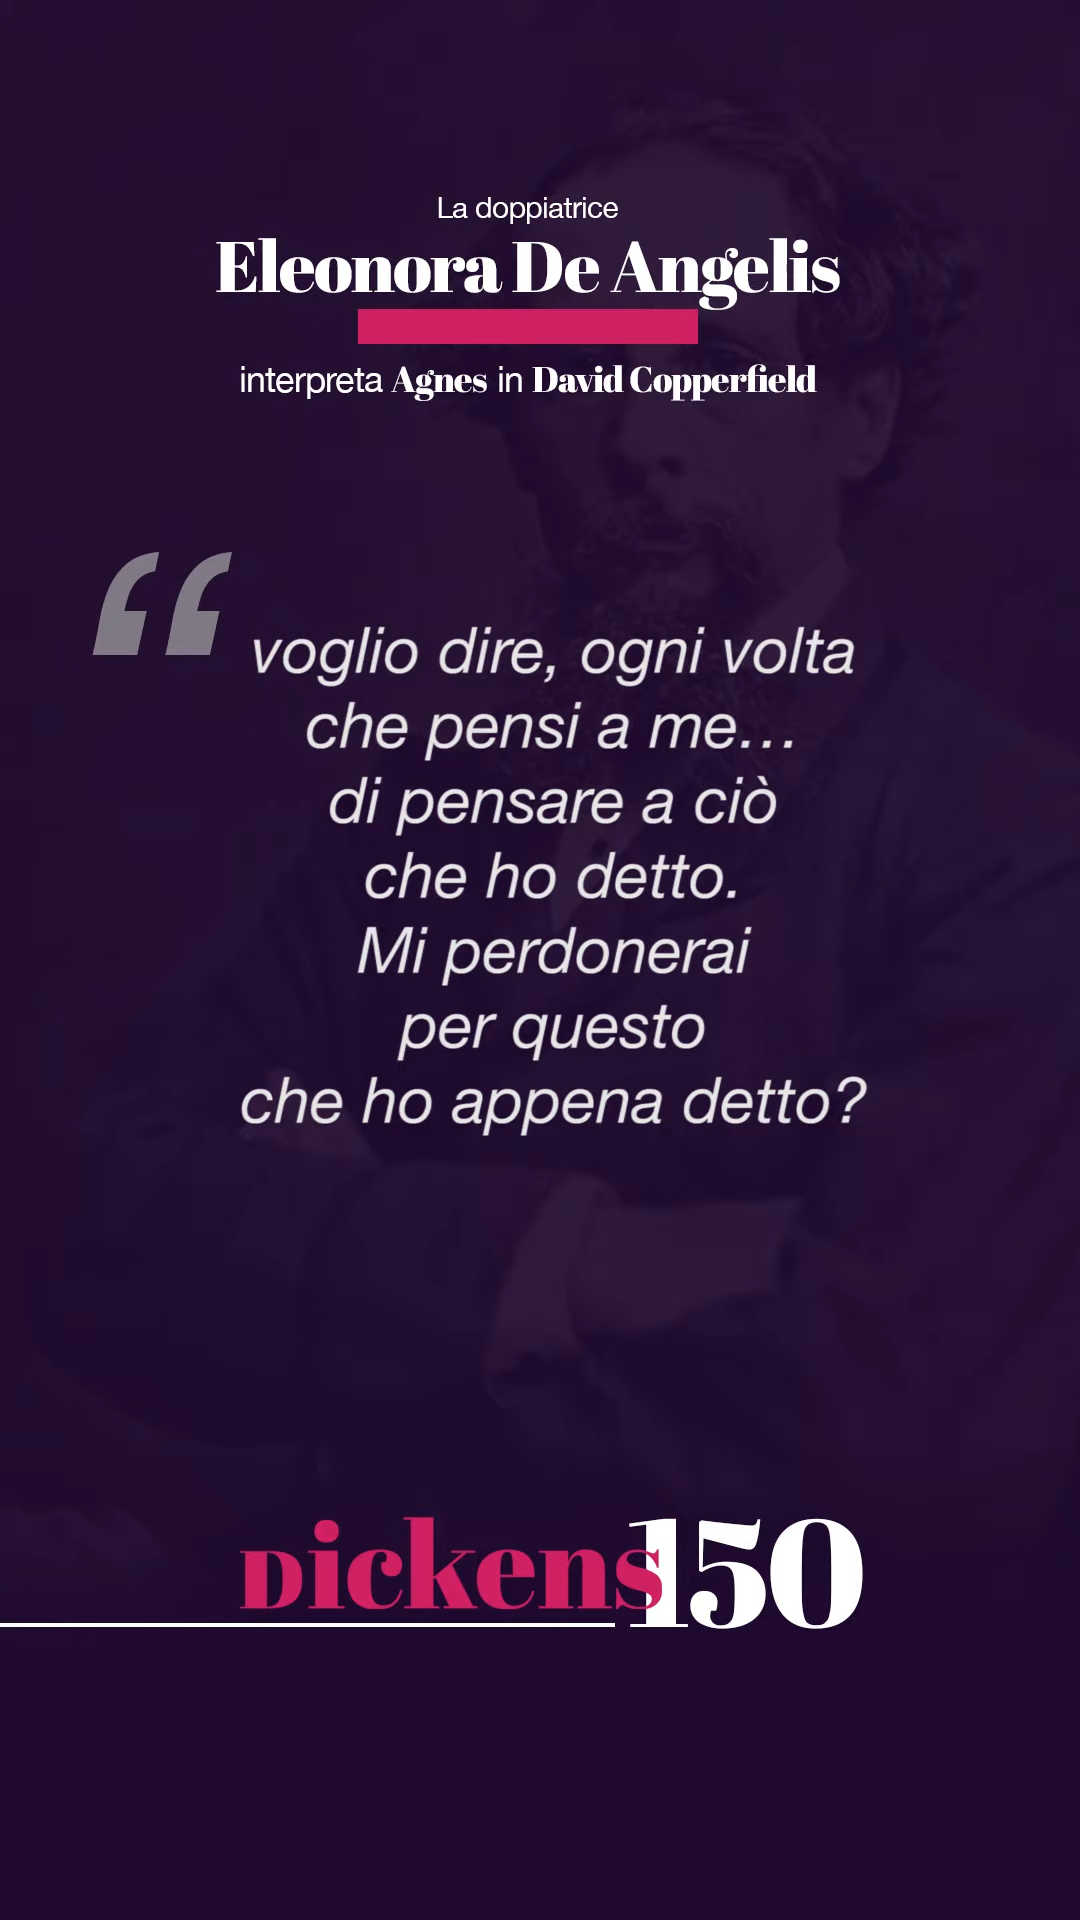 La doppiatrice
Eleonora De Angelis
interpreta Agnes in David Copperfield
“ voglio dire, ogni volta
che pensi a me...
di pensare a ciò
che ho detto.
Mi perdonerai
per questo
che ho appena detto?
Dickens150